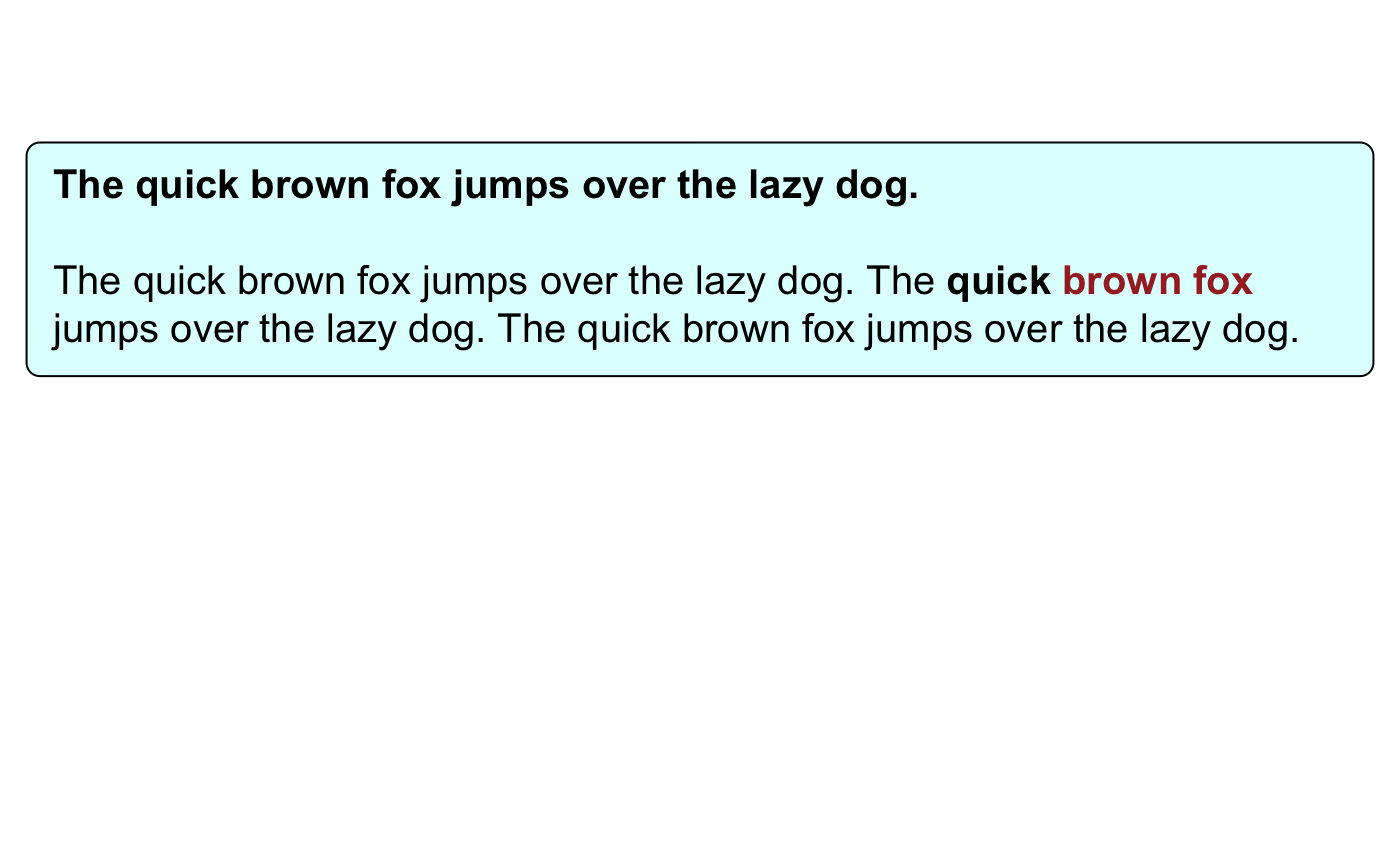 The quick brown fox jumps over the lazy dog.
The quick brown fox jumps over the lazy dog. The quick brown fox
jumps over the lazy dog. The quick brown fox jumps over the lazy dog.